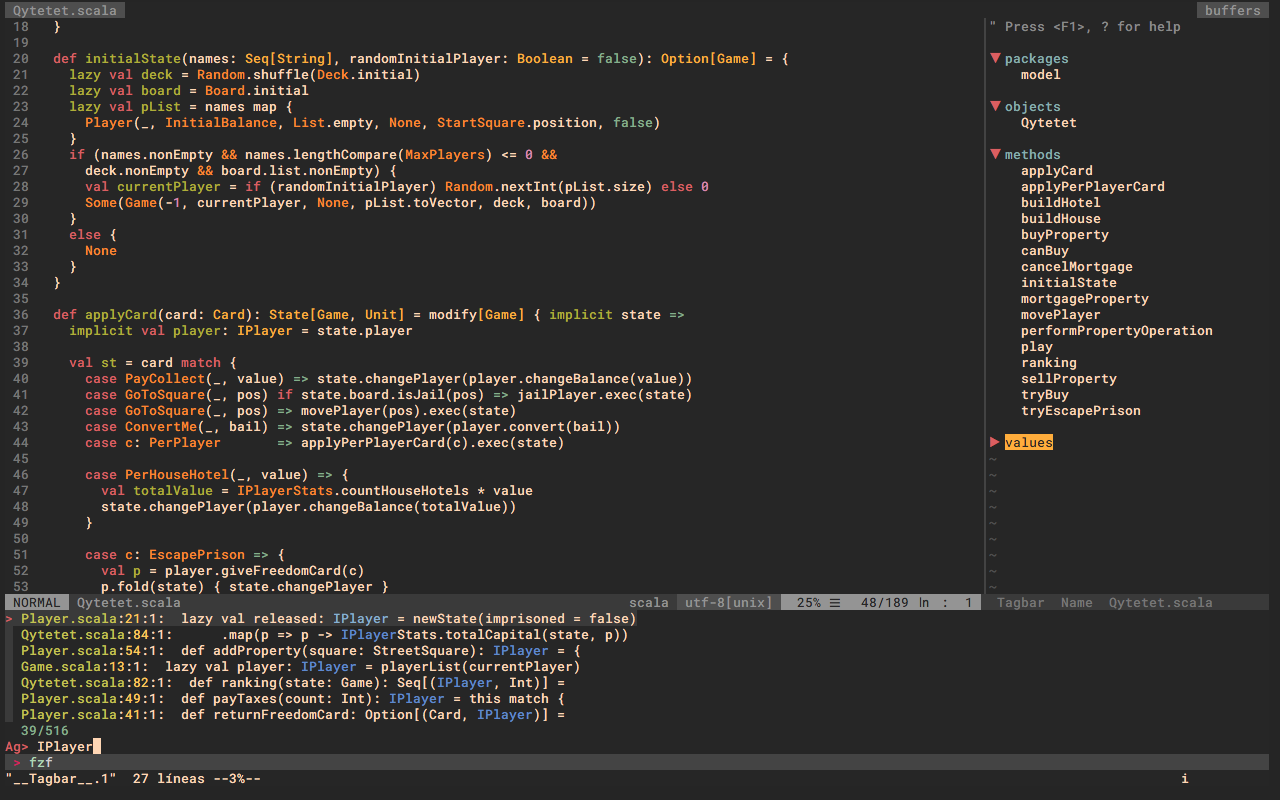 Qytetet.scala
buffers
18 }
19
20 def initialState(names: Seq[String], randomInitialPlayer: Boolean = false): Option[Game] = {
21 lazy val deck = Random.shuffle(Deck.initial)
22 lazy val board = Board.initial
23 lazy val pList = names map {
24 Player(_, InitialBalance, List.empty, None, StartSquare.position, false)
25 }
26 if (names.nonEmpty && names.lengthCompare(MaxPlayers) <= 0 &&
27 deck.nonEmpty && board.list.nonEmpty) {
28 val currentPlayer = if (randomInitialPlayer) Random.nextInt(pList.size) else 0
29 Some(Game(-1, currentPlayer, None, pList.toVector, deck, board))
30 }
31 else {
32 None
33 }
34 }
35
36 def applyCard(card: Card): State[Game, Unit] = modify[Game] { implicit state =>
37 implicit val player: IPlayer = state.player
38
39 val st = card match {
40 case PayCollect(_, value) => state.changePlayer(player.changeBalance(value))
41 case GoToSquare(_, pos) if state.board.isJail(pos) => jailPlayer.exec(state)
42 case GoToSquare(_, pos) => movePlayer(pos).exec(state)
43 case ConvertMe(_, bail) => state.changePlayer(player.convert(bail))
44 case c: PerPlayer => applyPerPlayerCard(c).exec(state)
45
46 case PerHouseHotel(_, value) => {
47 val totalValue = IPlayerStats.countHouseHotels * value
48 state.changePlayer(player.changeBalance(totalValue))
49 }
50
51 case c: EscapePrison => {
52 val p = player.giveFreedomCard(c)
53 p.fold(state) { state.changePlayer }
" Press <F1>, ? for help
▼ packages
model
▼ objects
Qytetet
▼ methods
applyCard
applyPerPlayerCard
buildHotel
buildHouse
buyProperty
canBuy
cancelMortgage
initialState
mortgageProperty
movePlayer
performPropertyOperation
play
ranking
sellProperty
tryBuy
tryEscapePrison
▶ values
~
~
~
~
~
~
~
~
~
NORMAL Qytetet.scala scala utf-8[unix] 25% ☰ 48/189 ln : 1
Tagbar Name Qytetet.scala
> Player.scala:21:1: lazy val released: IPlayer = newState(imprisoned = false)
Qytetet.scala:84:1: .map(p => p -> IPlayerStats.totalCapital(state, p))
Player.scala:54:1: def addProperty(square: StreetSquare): IPlayer = {
Game.scala:13:1: lazy val player: IPlayer = playerList(currentPlayer)
Qytetet.scala:82:1: def ranking(state: Game): Seq[(IPlayer, Int)] =
Player.scala:49:1: def payTaxes(count: Int): IPlayer = this match {
Player.scala:41:1: def returnFreedomCard: Option[(Card, IPlayer)] =
39/516
Ag> IPlayer
> fzf
"__Tagbar__.1" 27 líneas --3%-- i